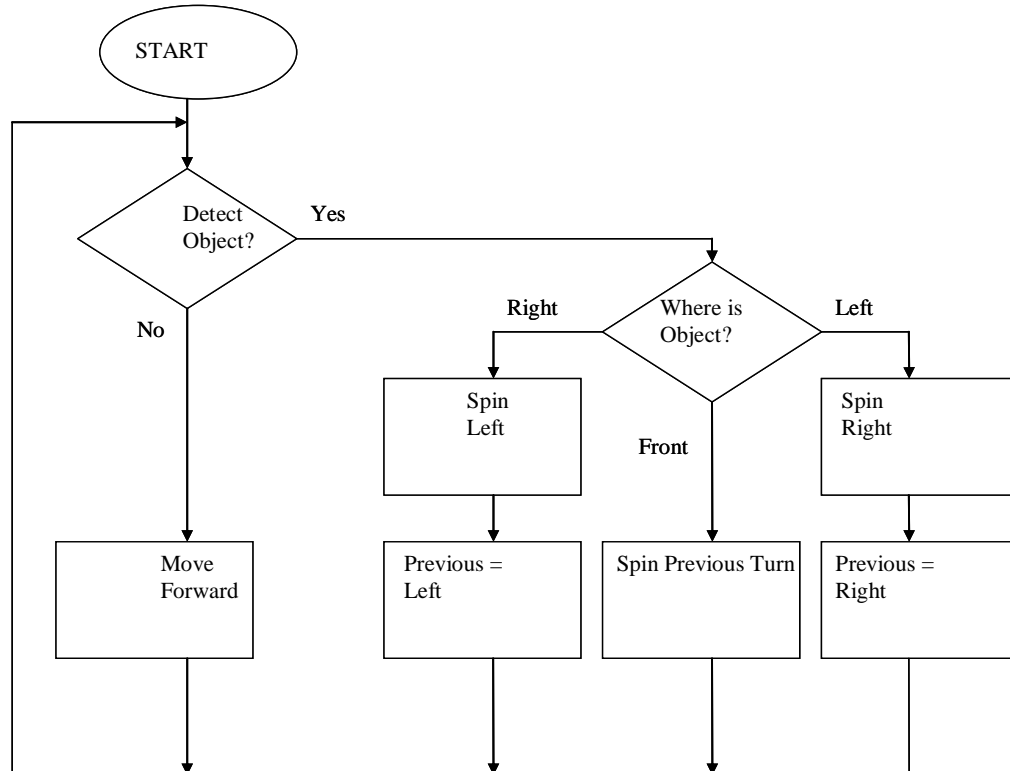 START
Detect
Object?
Yes
No
Where is
Object?
Right
Left
Front
Spin
Left
Spin
Right
Move
Forward
Previous =
Left
Spin Previous Turn
Previous =
Right